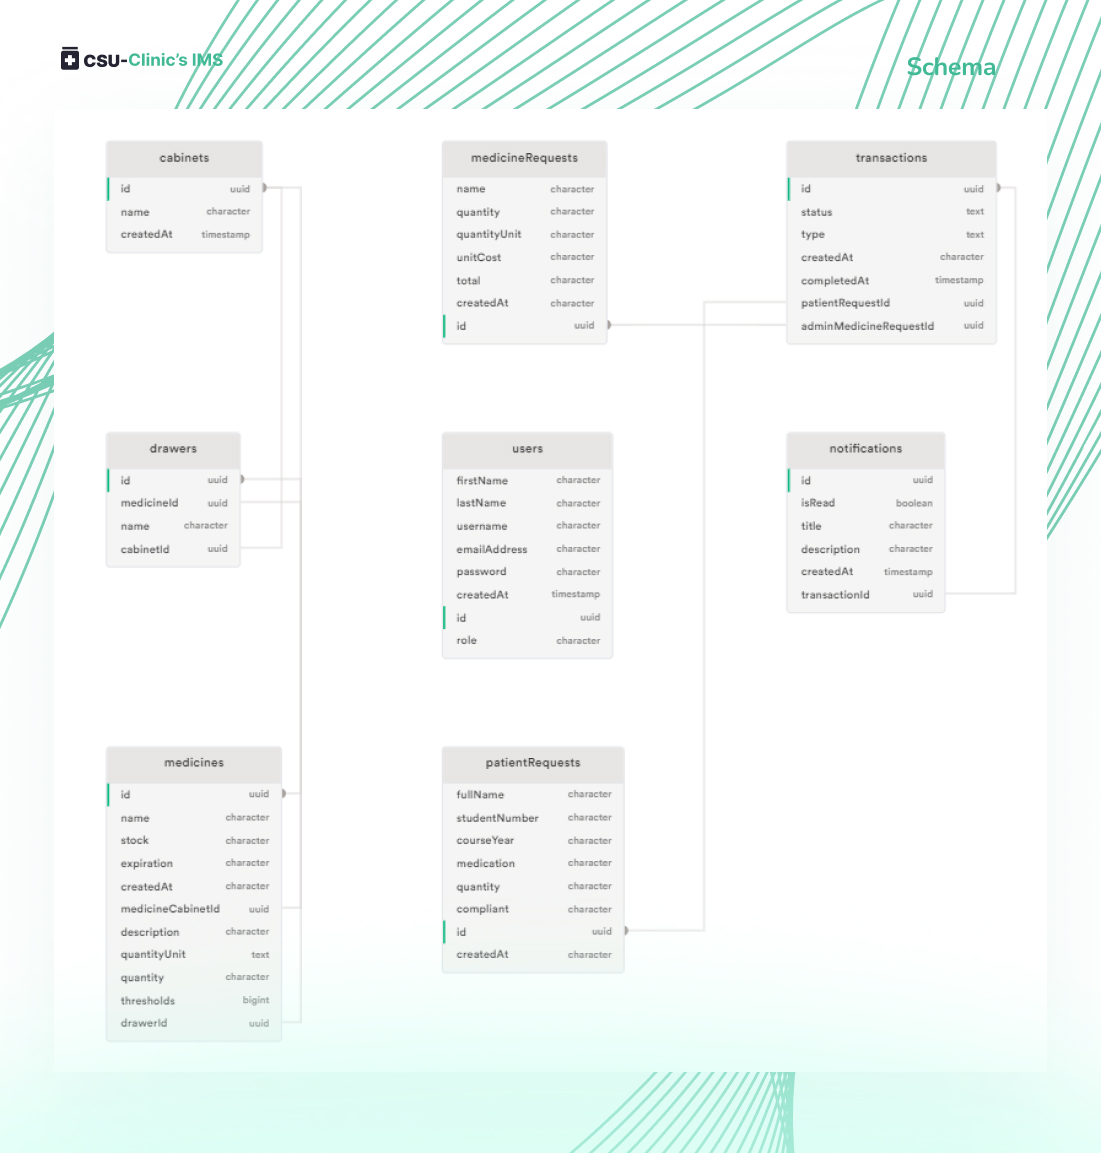 CSU-Clinic's IMS
Schema
cabinets
id uuid
name character
createdAt timestamp
medicineRequests
name character
quantity character
quantityUnit character
unitCost character
total character
createdAt character
id uuid
transactions
id uuid
status text
type text
createdAt character
completedAt timestamp
patientRequestId uuid
adminMedicineRequestId uuid
drawers
id uuid
medicineId uuid
name character
cabinetId uuid
users
firstName character
lastName character
username character
emailAddress character
password character
createdAt timestamp
id uuid
role character
notifications
id uuid
isRead boolean
title character
description character
createdAt timestamp
transactionId uuid
medicines
id uuid
name character
stock character
expiration character
createdAt character
medicineCabinetId uuid
description character
quantityUnit text
quantity character
thresholds bigint
drawerId uuid
patientRequests
fullName character
studentNumber character
courseYear character
medication character
quantity character
compliant character
id uuid
createdAt character